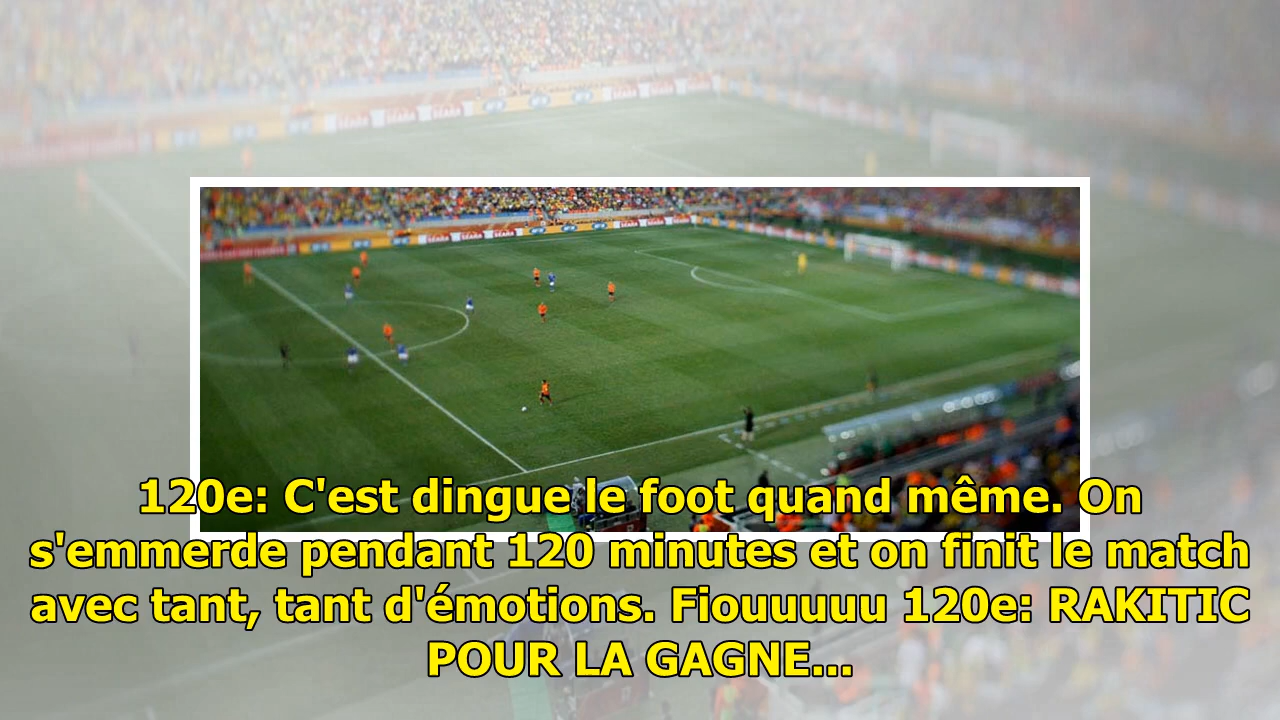 120e: C'est dingue le foot quand même. On
s'emmerde pendant 120 minutes et on finit le match
avec tant, tant d'émotions. Fiouuuuu 120e: RAKITIC
POUR LA GAGNE...